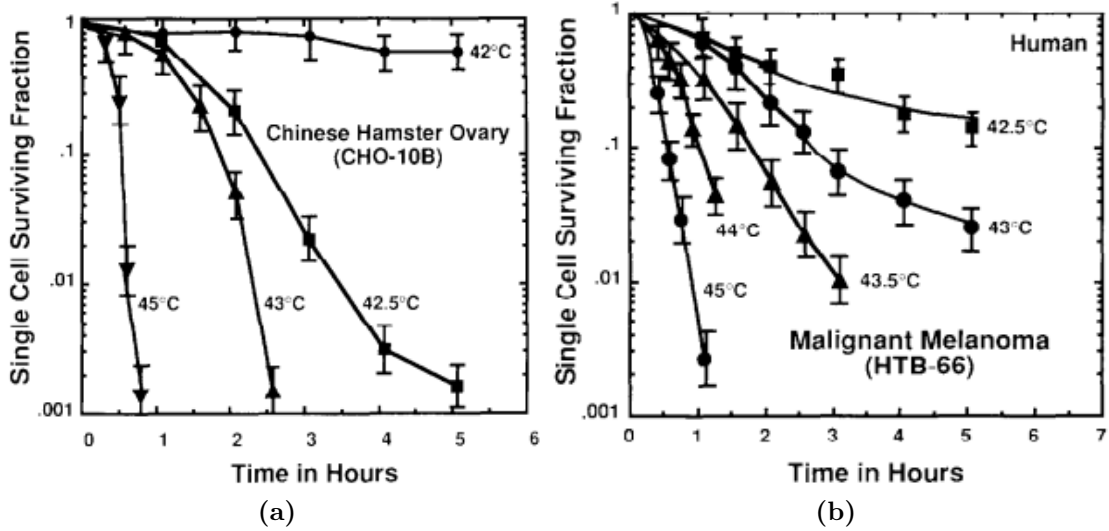 Single Cell Surviving Fraction
1
.1
.01
.001
42°C
Chinese Hamster Ovary
(CHO-10B)
45°C
43°C
42.5°C
0 1 2 3 4 5 6
Time in Hours
(a)
Single Cell Surviving Fraction
1
.1
.01
.001
Human
42.5°C
44°C
43°C
43.5°C
45°C
Malignant Melanoma
(HTB-66)
0 1 2 3 4 5 6 7
Time in Hours
(b)